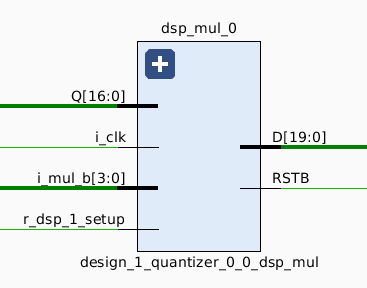 dsp_mul_0
Q[16:0]
i_clk
D[19:0]
i_mul_b[3:0]
RSTB
r_dsp_1_setup
design_1_quantizer_0_0_dsp_mul